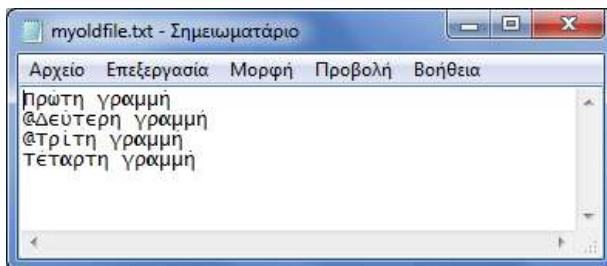 myoldfile.txt - Σημειωματάριο
Αρχείο Επεξεργασία Μορφή Προβολή Βοήθεια
Πρώτη γραμμή
@Δεύτερη γραμμή
@Τρίτη γραμμή
Τέταρτη γραμμή